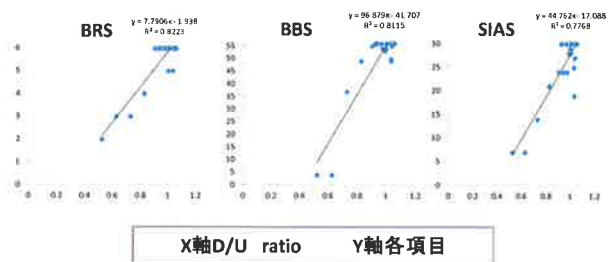 BRS
y = 7.7906x - 1.938
R² = 0.8223
6
5
4
3
2
1
0
0 0.2 0.4 0.6 0.8 1 1.2
BBS
y = 96.879x - 41.707
R² = 0.8115
55
50
45
40
35
30
25
20
15
10
5
0
0 0.2 0.4 0.6 0.8 1 1.2
SIAS
y = 44.762x - 17.088
R² = 0.7768
30
25
20
15
10
5
0
0 0.2 0.4 0.6 0.8 1 1.2
X軸D/U ratio Y軸各項目